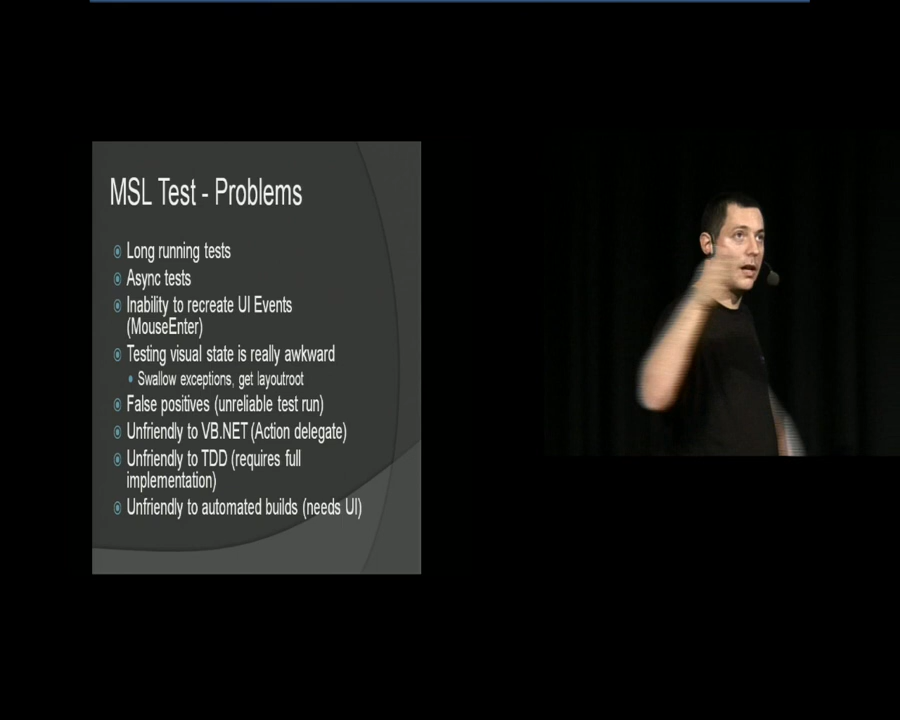 MSL Test - Problems
Long running tests
Async tests
Inability to recreate UI Events
(MouseEnter)
Testing visual state is really awkward
Swallow exceptions, get layoutroot
False positives (unreliable test run)
Unfriendly to VB.NET (Action delegate)
Unfriendly to TDD (requires full
implementation)
Unfriendly to automated builds (needs UI)